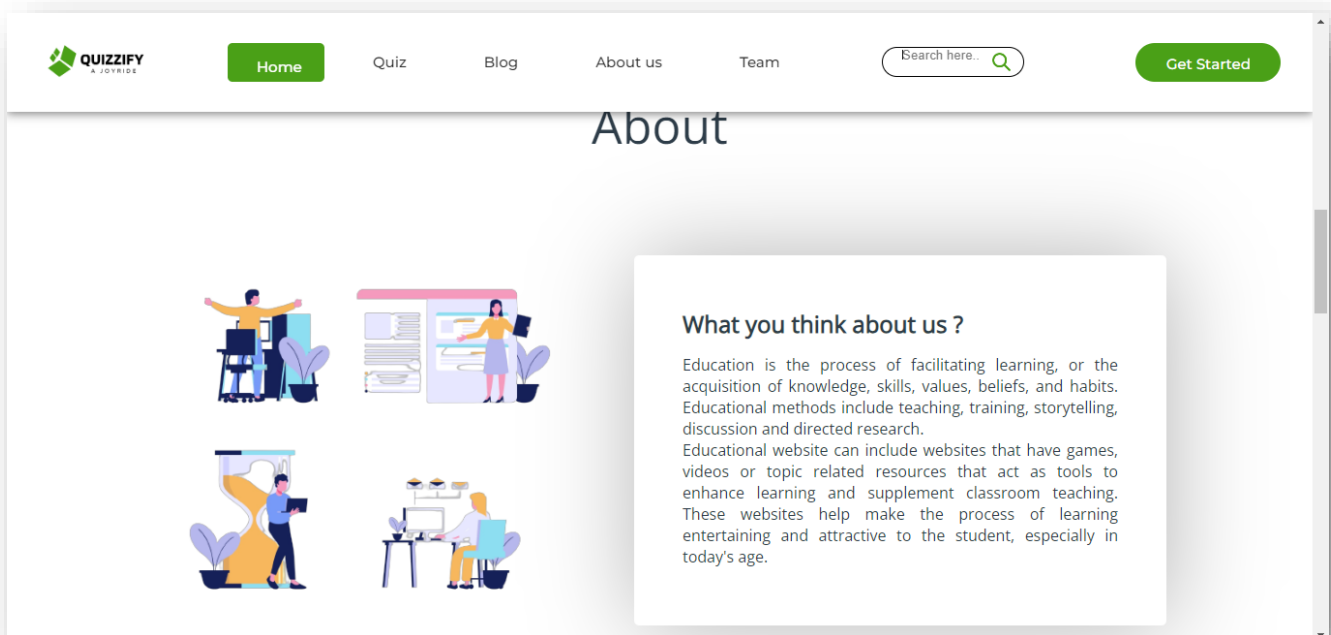 QUIZZIFY
A JOYRIDE
Home
Quiz
Blog
About us
Team
Search here..
Get Started
About
What you think about us ?
Education is the process of facilitating learning, or the
acquisition of knowledge, skills, values, beliefs, and habits.
Educational methods include teaching, training, storytelling,
discussion and directed research.
Educational website can include websites that have games,
videos or topic related resources that act as tools to
enhance learning and supplement classroom teaching.
These websites help make the process of learning
entertaining and attractive to the student, especially in
today's age.